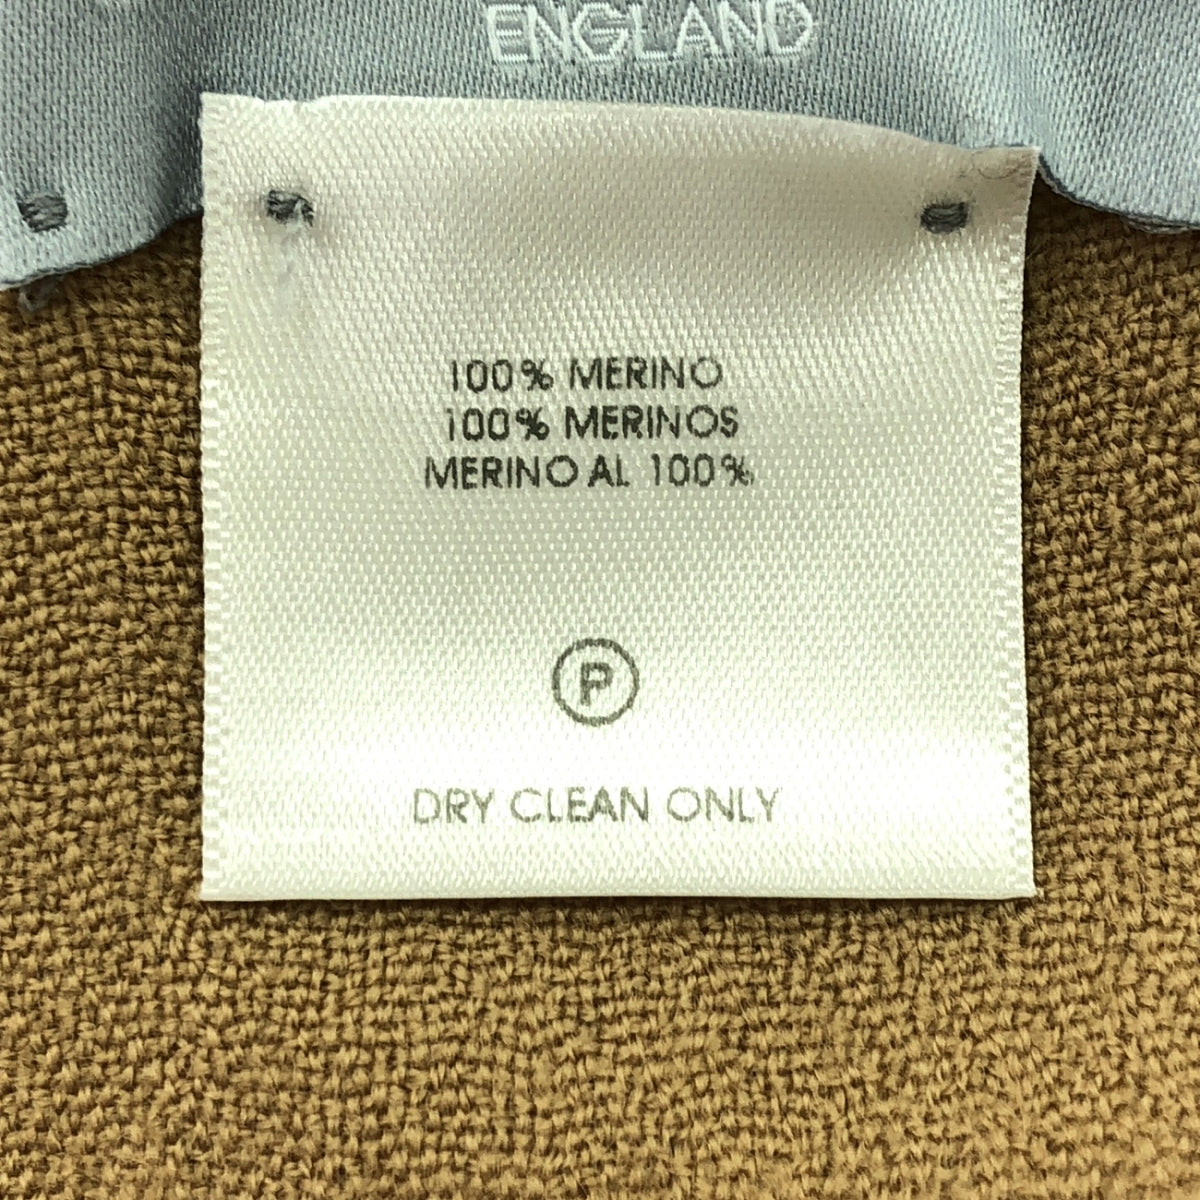 ENGLAND
100% MERINO
100% MERINOS
MERINO AL 100%
P
DRY CLEAN ONLY